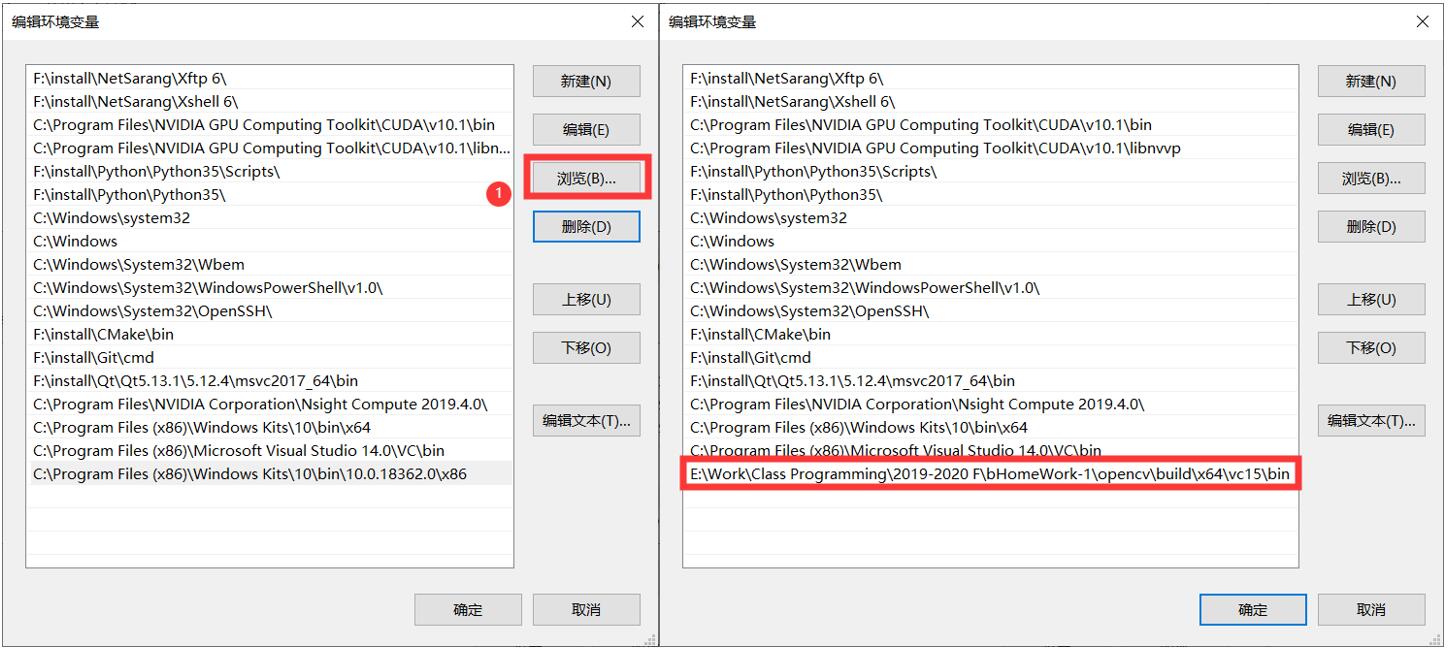 编辑环境变量
F:\install\NetSarang\Xftp 6\
F:\install\NetSarang\Xshell 6\
C:\Program Files\NVIDIA GPU Computing Toolkit\CUDA\v10.1\bin
C:\Program Files\NVIDIA GPU Computing Toolkit\CUDA\v10.1\libn...
F:\install\Python\Python35\Scripts\
F:\install\Python\Python35\
C:\Windows\system32
C:\Windows
C:\Windows\System32\Wbem
C:\Windows\System32\WindowsPowerShell\v1.0\
C:\Windows\System32\OpenSSH\
F:\install\CMake\bin
F:\install\Git\cmd
F:\install\Qt\Qt5.13.1\5.12.4\msvc2017_64\bin
C:\Program Files\NVIDIA Corporation\Nsight Compute 2019.4.0\
C:\Program Files (x86)\Windows Kits\10\bin\x64
C:\Program Files (x86)\Microsoft Visual Studio 14.0\VC\bin
C:\Program Files (x86)\Windows Kits\10\bin\10.0.18362.0\x86
新建(N)
编辑(E)
1
浏览(B)...
删除(D)
上移(U)
下移(O)
编辑文本(T)...
确定
取消
编辑环境变量
F:\install\NetSarang\Xftp 6\
F:\install\NetSarang\Xshell 6\
C:\Program Files\NVIDIA GPU Computing Toolkit\CUDA\v10.1\bin
C:\Program Files\NVIDIA GPU Computing Toolkit\CUDA\v10.1\libnvvp
F:\install\Python\Python35\Scripts\
F:\install\Python\Python35\
C:\Windows\system32
C:\Windows
C:\Windows\System32\Wbem
C:\Windows\System32\WindowsPowerShell\v1.0\
C:\Windows\System32\OpenSSH\
F:\install\CMake\bin
F:\install\Git\cmd
F:\install\Qt\Qt5.13.1\5.12.4\msvc2017_64\bin
C:\Program Files\NVIDIA Corporation\Nsight Compute 2019.4.0\
C:\Program Files (x86)\Windows Kits\10\bin\x64
C:\Program Files (x86)\Microsoft Visual Studio 14.0\VC\bin
E:\Work\Class Programming\2019-2020 F\bHomeWork-1\opencv\build\x64\vc15\bin
新建(N)
编辑(E)
浏览(B)...
删除(D)
上移(U)
下移(O)
编辑文本(T)...
确定
取消